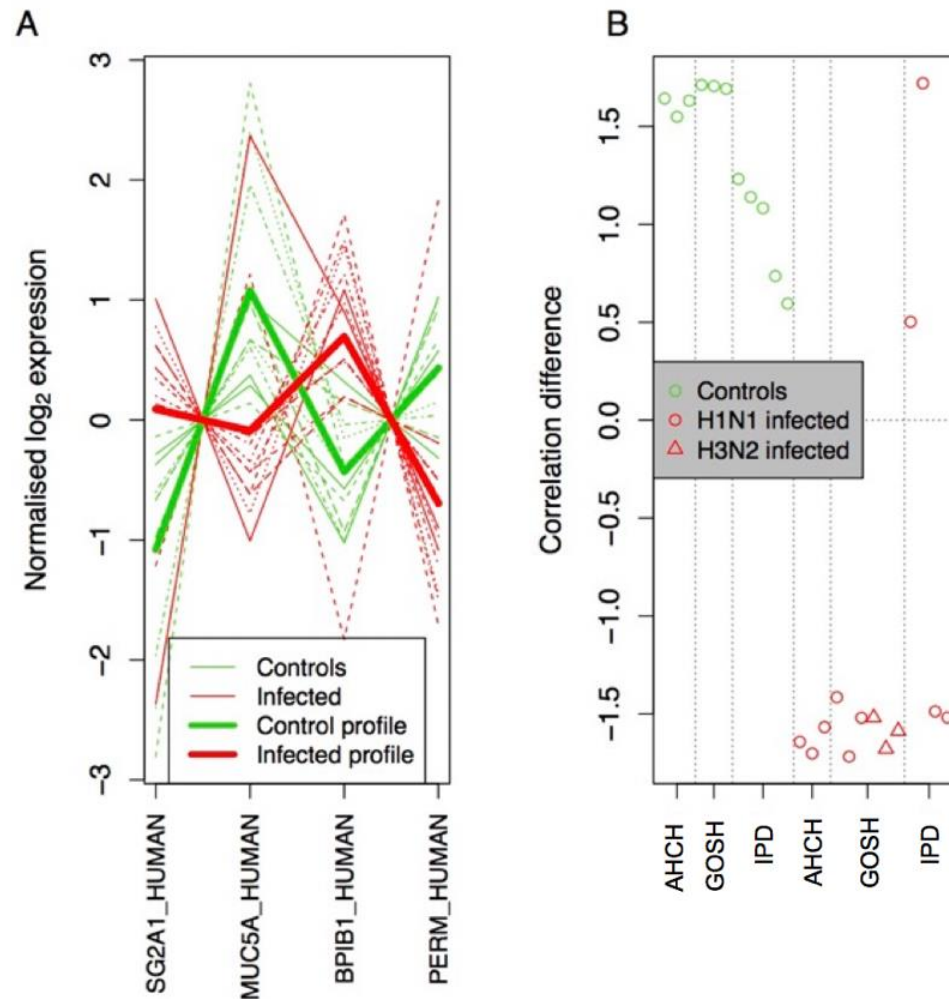 A
Normalised log2 expression
3
2
1
0
−1
−2
−3
Controls
Infected
Control profile
Infected profile
SG2A1_HUMAN
MUC5A_HUMAN
BPIB1_HUMAN
PERM_HUMAN
B
Correlation difference
1.5
1.0
0.5
0.0
−0.5
−1.0
−1.5
Controls
H1N1 infected
H3N2 infected
AHCH
GOSH
IPD
AHCH
GOSH
IPD